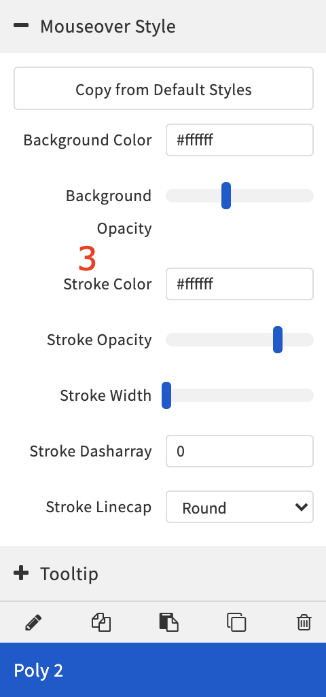 Mouseover Style
Copy from Default Styles
Background Color #ffffff
Background
Opacity
3
Stroke Color #ffffff
Stroke Opacity
Stroke Width
Stroke Dasharray 0
Stroke Linecap Round
Tooltip
Poly 2